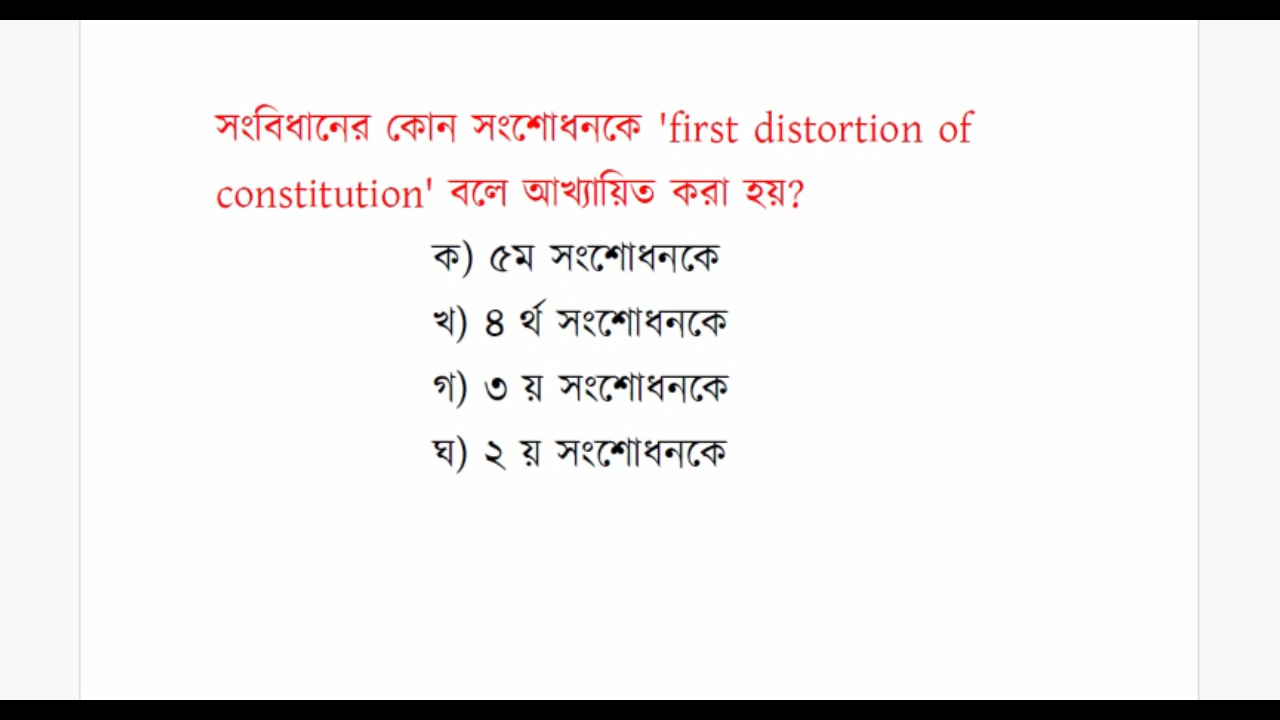 সংবিধানের কোন সংশোধনকে 'first distortion of
constitution' বলে আখ্যায়িত করা হয়?
ক) ৫ম সংশোধনকে
খ) ৪ র্থ সংশোধনকে
গ) ৩ য় সংশোধনকে
ঘ) ২ য় সংশোধনকে